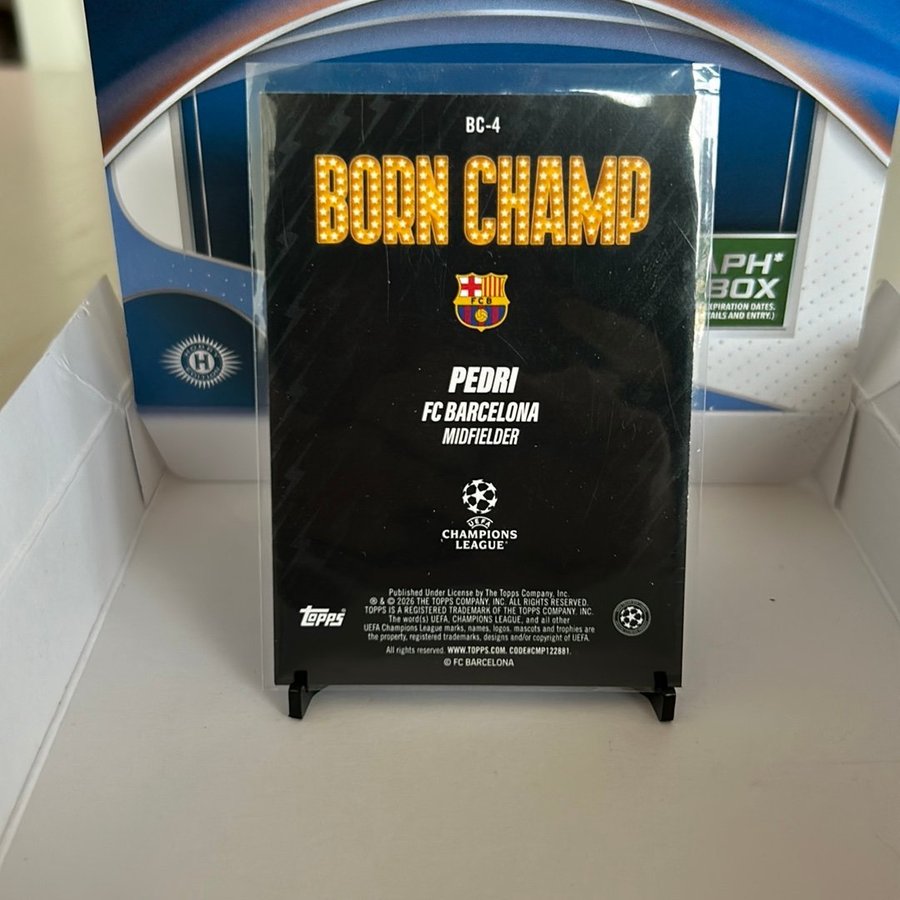 BC-4
BORN CHAMP
FCB
PEDRI
FC BARCELONA
MIDFIELDER
UEFA
CHAMPIONS
LEAGUE®
topps®
Published Under License by The Topps Company, Inc.
® & © 2026 THE TOPPS COMPANY, INC. ALL RIGHTS RESERVED.
TOPPS IS A REGISTERED TRADEMARK OF THE TOPPS COMPANY, INC.
The word(s) UEFA, CHAMPIONS LEAGUE, and all other
UEFA Champions League marks, names, logos, mascots and trophies are
the property, registered trademarks, designs and/or copyright of UEFA.
All rights reserved. WWW.TOPPS.COM. CODE#CMP122881.
© FC BARCELONA
APH*
BOX
EXPIRATION DATES.
TAILS AND ENTRY.)
HOBBY
H
EDITION